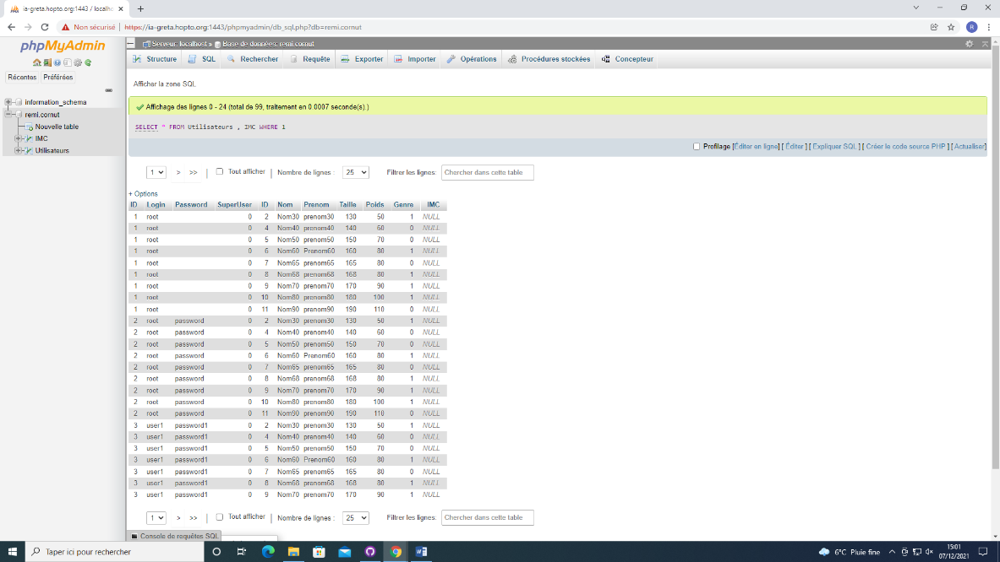 ia-greta.hopto.org:1443 / localho
Non sécurisé | https://ia-greta.hopto.org:1443/phpmyadmin/db_sql.php?db=remi.cornut
R
phpMyAdmin
Récentes Préférées
information_schema
remi.cornut
Nouvelle table
IMC
Utilisateurs
Serveur: localhost » Base de données: remi.cornut
Structure SQL Rechercher Requête Exporter Importer Opérations Procédures stockées Concepteur
Afficher la zone SQL
Affichage des lignes 0 - 24 (total de 99, traitement en 0.0007 seconde(s).)
SELECT * FROM Utilisateurs , IMC WHERE 1
Profilage [Éditer en ligne] [ Éditer ] [ Expliquer SQL ] [ Créer le code source PHP ] [ Actualiser]
1 > >> | Tout afficher | Nombre de lignes : 25 Filtrer les lignes: Chercher dans cette table
+ Options
ID Login Password SuperUser ID Nom Prenom Taille Poids Genre IMC
1 root 0 2 Nom30 prenom30 130 50 1 NULL
1 root 0 4 Nom40 prenom40 140 60 0 NULL
1 root 0 5 Nom50 prenom50 150 70 0 NULL
1 root 0 6 Nom60 Prenom60 160 80 1 NULL
1 root 0 7 Nom65 prenom65 165 80 0 NULL
1 root 0 8 Nom68 prenom68 168 80 1 NULL
1 root 0 9 Nom70 prenom70 170 90 1 NULL
1 root 0 10 Nom80 prenom80 180 100 1 NULL
1 root 0 11 Nom90 prenom90 190 110 0 NULL
2 root password 0 2 Nom30 prenom30 130 50 1 NULL
2 root password 0 4 Nom40 prenom40 140 60 0 NULL
2 root password 0 5 Nom50 prenom50 150 70 0 NULL
2 root password 0 6 Nom60 Prenom60 160 80 1 NULL
2 root password 0 7 Nom65 prenom65 165 80 0 NULL
2 root password 0 8 Nom68 prenom68 168 80 1 NULL
2 root password 0 9 Nom70 prenom70 170 90 1 NULL
2 root password 0 10 Nom80 prenom80 180 100 1 NULL
2 root password 0 11 Nom90 prenom90 190 110 0 NULL
3 user1 password1 0 2 Nom30 prenom30 130 50 1 NULL
3 user1 password1 0 4 Nom40 prenom40 140 60 0 NULL
3 user1 password1 0 5 Nom50 prenom50 150 70 0 NULL
3 user1 password1 0 6 Nom60 Prenom60 160 80 1 NULL
3 user1 password1 0 7 Nom65 prenom65 165 80 0 NULL
3 user1 password1 0 8 Nom68 prenom68 168 80 1 NULL
3 user1 password1 0 9 Nom70 prenom70 170 90 1 NULL
1 > >> | Tout afficher | Nombre de lignes : 25 Filtrer les lignes: Chercher dans cette table
Console de requêtes SQL
Taper ici pour rechercher
6°C Pluie fine
15:01
07/12/2021